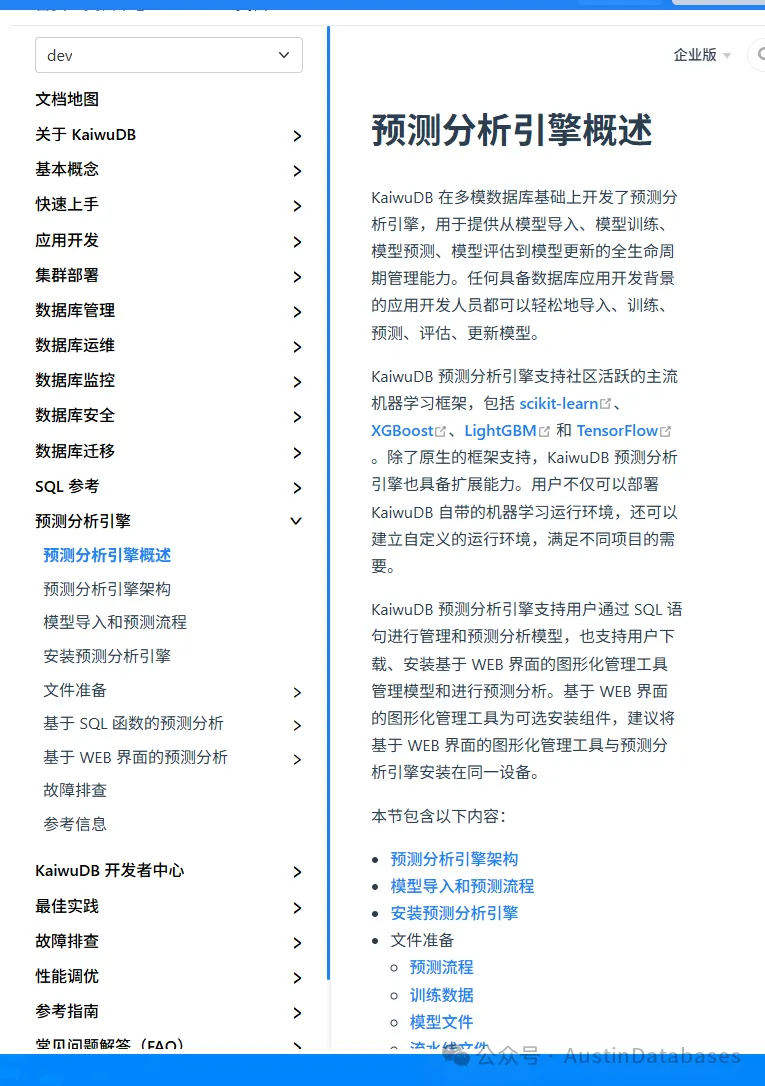 dev
文档地图
关于 KaiwuDB
基本概念
快速上手
应用开发
集群部署
数据库管理
数据库运维
数据库监控
数据库安全
数据库迁移
SQL 参考
预测分析引擎
预测分析引擎概述
预测分析引擎架构
模型导入和预测流程
安装预测分析引擎
文件准备
基于 SQL 函数的预测分析
基于 WEB 界面的预测分析
故障排查
参考信息
KaiwuDB 开发者中心
最佳实践
故障排查
性能调优
参考指南
常见问题解答（FAQ）
企业版
预测分析引擎概述
KaiwuDB 在多模数据库基础上开发了预测分
析引擎，用于提供从模型导入、模型训练、
模型预测、模型评估到模型更新的全生命周
期管理能力。任何具备数据库应用开发背景
的应用开发人员都可以轻松地导入、训练、
预测、评估、更新模型。
KaiwuDB 预测分析引擎支持社区活跃的主流
机器学习框架，包括 scikit-learn、
XGBoost、LightGBM 和 TensorFlow
。除了原生的框架支持，KaiwuDB 预测分析
引擎也具备扩展能力。用户不仅可以部署
KaiwuDB 自带的机器学习运行环境，还可以
建立自定义的运行环境，满足不同项目的需
要。
KaiwuDB 预测分析引擎支持用户通过 SQL 语
句进行管理和预测分析模型，也支持用户下
载、安装基于 WEB 界面的图形化管理工具
管理模型和进行预测分析。基于 WEB 界面
的图形化管理工具为可选安装组件，建议将
基于 WEB 界面的图形化管理工具与预测分
析引擎安装在同一设备。
本节包含以下内容：
预测分析引擎架构
模型导入和预测流程
安装预测分析引擎
文件准备
预测流程
训练数据
模型文件
流水线文件
公众号 · AustinDatabases